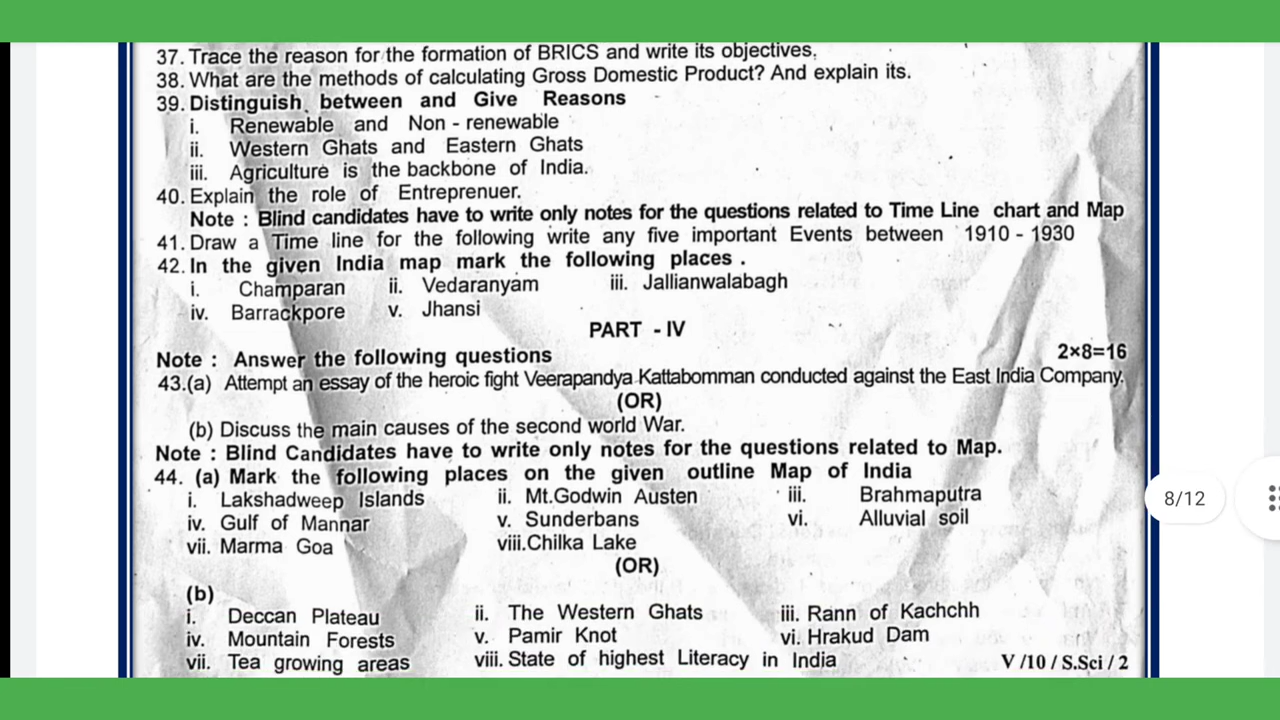 37. Trace the reason for the formation of BRICS and write its objectives.
38. What are the methods of calculating Gross Domestic Product? And explain its.
39. Distinguish between and Give Reasons
i. Renewable and Non - renewable
ii. Western Ghats and Eastern Ghats
iii. Agriculture is the backbone of India.
40. Explain the role of Entreprenuer.
Note : Blind candidates have to write only notes for the questions related to Time Line chart and Map
41. Draw a Time line for the following write any five important Events between 1910 - 1930
42. In the given India map mark the following places .
i. Champaran ii. Vedaranyam iii. Jallianwalabagh
iv. Barrackpore v. Jhansi
PART - IV
Note : Answer the following questions 2×8=16
43.(a) Attempt an essay of the heroic fight Veerapandya Kattabomman conducted against the East India Company.
(OR)
(b) Discuss the main causes of the second world War.
Note : Blind Candidates have to write only notes for the questions related to Map.
44. (a) Mark the following places on the given outline Map of India
i. Lakshadweep Islands ii. Mt.Godwin Austen iii. Brahmaputra
iv. Gulf of Mannar v. Sunderbans vi. Alluvial soil
vii. Marma Goa viii.Chilka Lake
(OR)
(b)
i. Deccan Plateau ii. The Western Ghats iii. Rann of Kachchh
iv. Mountain Forests v. Pamir Knot vi. Hrakud Dam
vii. Tea growing areas viii. State of highest Literacy in India V /10 / S.Sci / 2
8/12